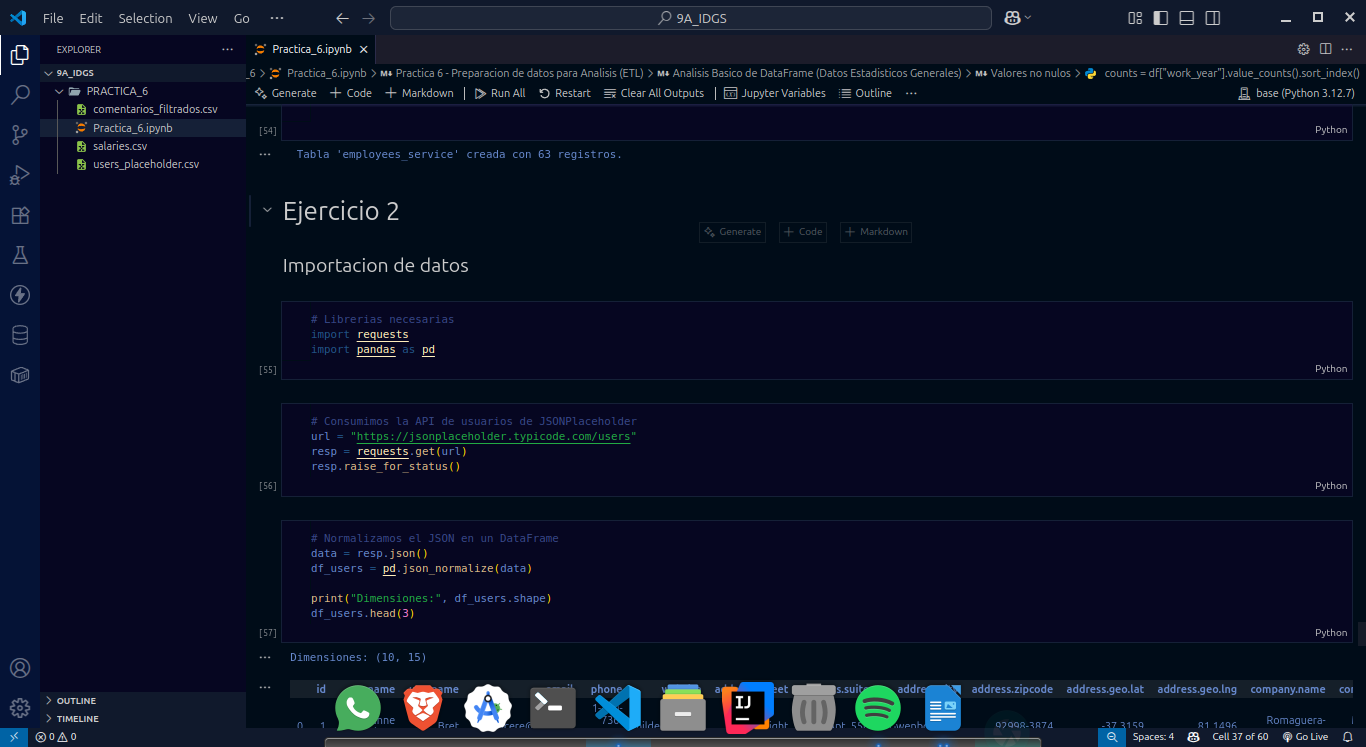 File Edit Selection View Go ··· 9A_IDGS
EXPLORER ···
9A_IDGS
PRACTICA_6
comentarios_filtrados.csv
Practica_6.ipynb
salaries.csv
users_placeholder.csv
OUTLINE
TIMELINE
Practica_6.ipynb
_6 > Practica_6.ipynb > M↓ Practica 6 - Preparacion de datos para Analisis (ETL) > M↓ Analisis Basico de DataFrame (Datos Estadisticos Generales) > M↓ Valores no nulos > counts = df["work_year"].value_counts().sort_index()
Generate + Code + Markdown | Run All Restart Clear All Outputs | Jupyter Variables Outline ··· base (Python 3.12.7)
[54] Python
Tabla 'employees_service' creada con 63 registros.
Ejercicio 2
Generate + Code + Markdown
Importacion de datos
# Librerias necesarias
import requests
import pandas as pd
[55] Python
# Consumimos la API de usuarios de JSONPlaceholder
url = "https://jsonplaceholder.typicode.com/users"
resp = requests.get(url)
resp.raise_for_status()
[56] Python
# Normalizamos el JSON en un DataFrame
data = resp.json()
df_users = pd.json_normalize(data)
print("Dimensiones:", df_users.shape)
df_users.head(3)
[57] Python
Dimensiones: (10, 15)
id phone address.zipcode address.geo.lat address.geo.lng company.name
0 1 Bret 92998-3874 -37.3159 81.1496 Romaguera-
IJ
0 0 Spaces: 4 Cell 37 of 60 Go Live